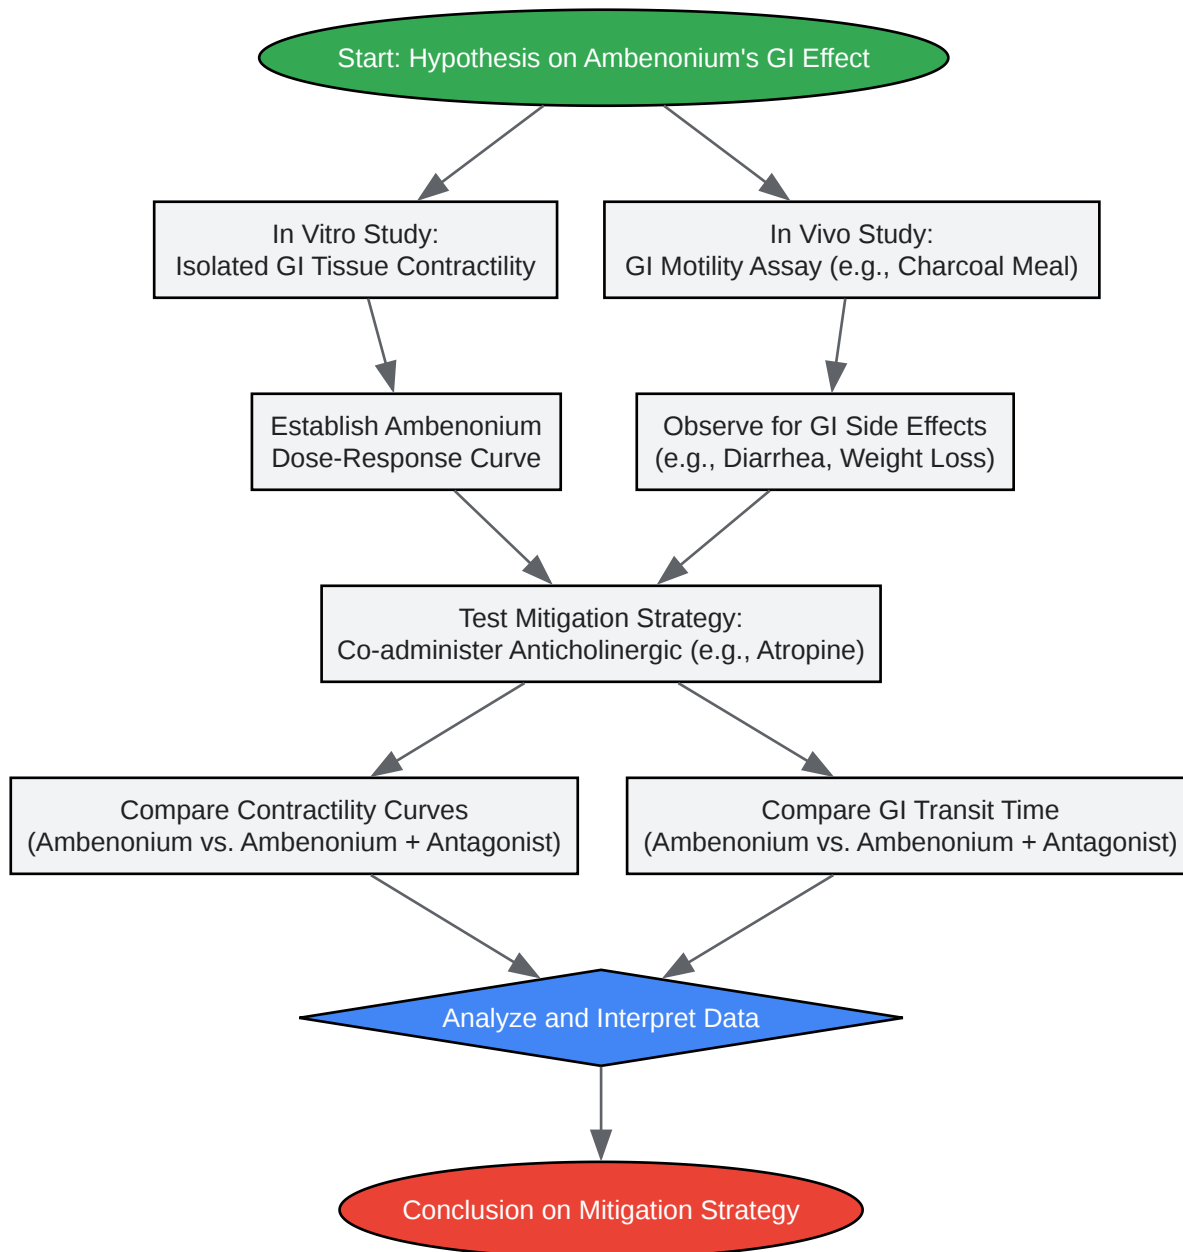 Start: Hypothesis on Ambenonium's GI Effect
In Vitro Study:
Isolated GI Tissue Contractility
In Vivo Study:
GI Motility Assay (e.g., Charcoal Meal)
Establish Ambenonium
Dose-Response Curve
Observe for GI Side Effects
(e.g., Diarrhea, Weight Loss)
Test Mitigation Strategy:
Co-administer Anticholinergic (e.g., Atropine)
Compare Contractility Curves
(Ambenonium vs. Ambenonium + Antagonist)
Compare GI Transit Time
(Ambenonium vs. Ambenonium + Antagonist)
Analyze and Interpret Data
Conclusion on Mitigation Strategy